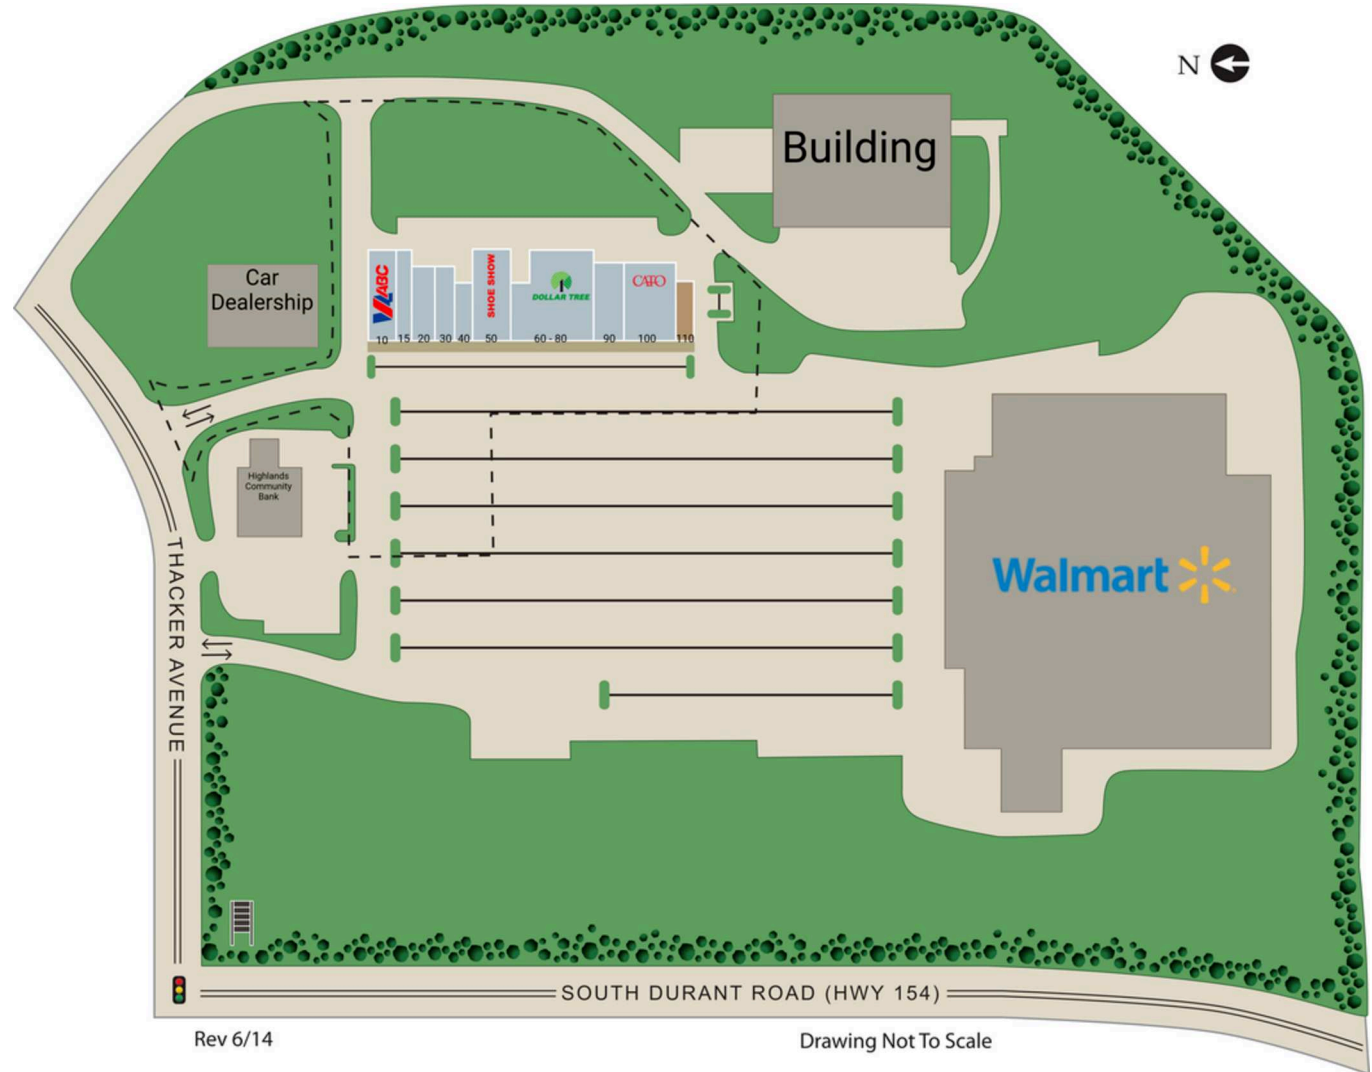 N
Building
Car
Dealership
VA ABC
SHOE SHOW
DOLLAR TREE
CATO
10 15 20 30 40 50 60 - 80 90 100 110
Highlands
Community
Bank
Walmart
THACKER AVENUE
SOUTH DURANT ROAD (HWY 154)
Rev 6/14
Drawing Not To Scale